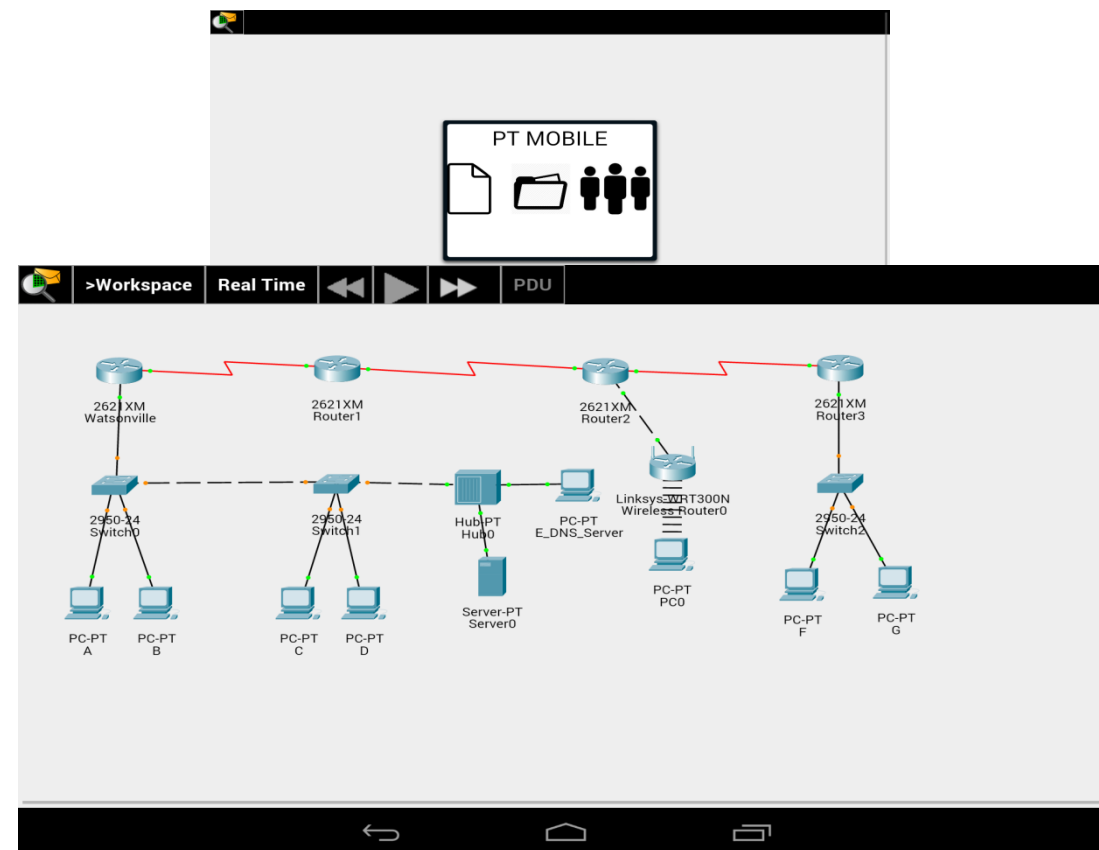 PT MOBILE
>Workspace
Real Time
PDU
2621XM
Watsonville
2621XM
Router1
2621XM
Router2
2621XM
Router3
2950-24
Switch0
2950-24
Switch1
Hub-PT
Hub0
PC-PT
E_DNS_Server
Linksys-WRT300N
Wireless Router0
2950-24
Switch2
PC-PT
A
PC-PT
B
PC-PT
C
PC-PT
D
Server-PT
Server0
PC-PT
PC0
PC-PT
F
PC-PT
G